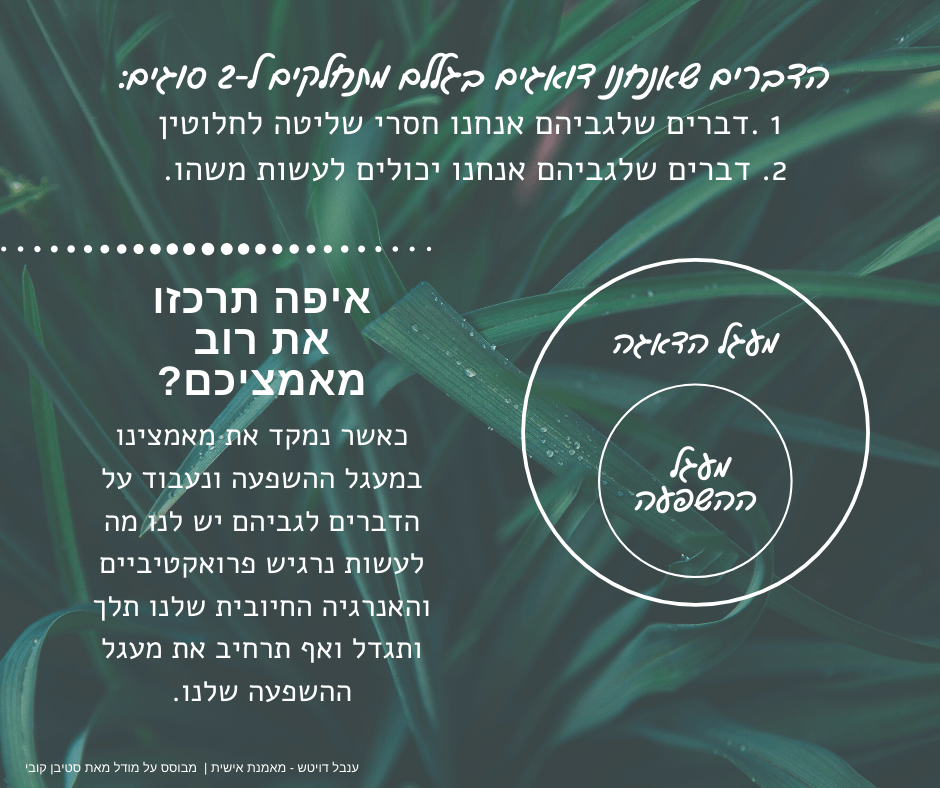 הדברים שאנחנו דואגים בגללם מתחלקים ל-2 סוגים:
1 .דברים שלגביהם אנחנו חסרי שליטה לחלוטין
2. דברים שלגביהם אנחנו יכולים לעשות משהו.
איפה תרכזו
את רוב
מאמציכם?
כאשר נמקד את מאמצינו
במעגל ההשפעה ונעבוד על
הדברים לגביהם יש לנו מה
לעשות נרגיש פרואקטיביים
והאנרגיה החיובית שלנו תלך
ותגדל ואף תרחיב את מעגל
ההשפעה שלנו.
מעגל הדאגה
מעגל
ההשפעה
ענבל דויטש - מאמנת אישית | מבוסס על מודל מאת סטיבן קובי